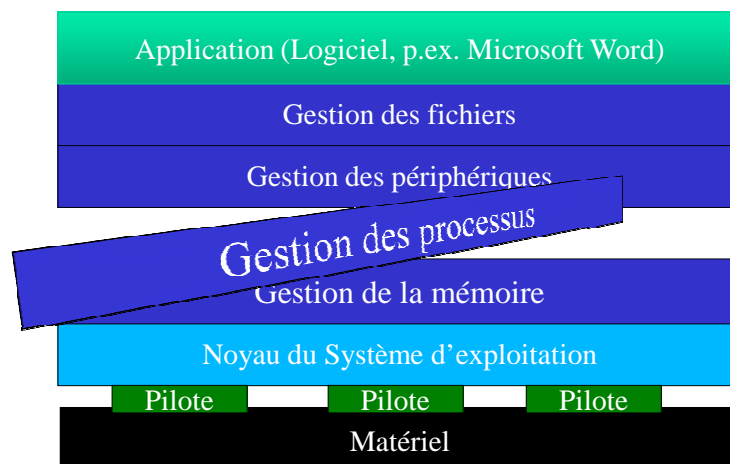 Application (Logiciel, p.ex. Microsoft Word)
Gestion des fichiers
Gestion des périphériques
Gestion des processus
Gestion de la mémoire
Noyau du Système d'exploitation
Pilote Pilote Pilote
Matériel